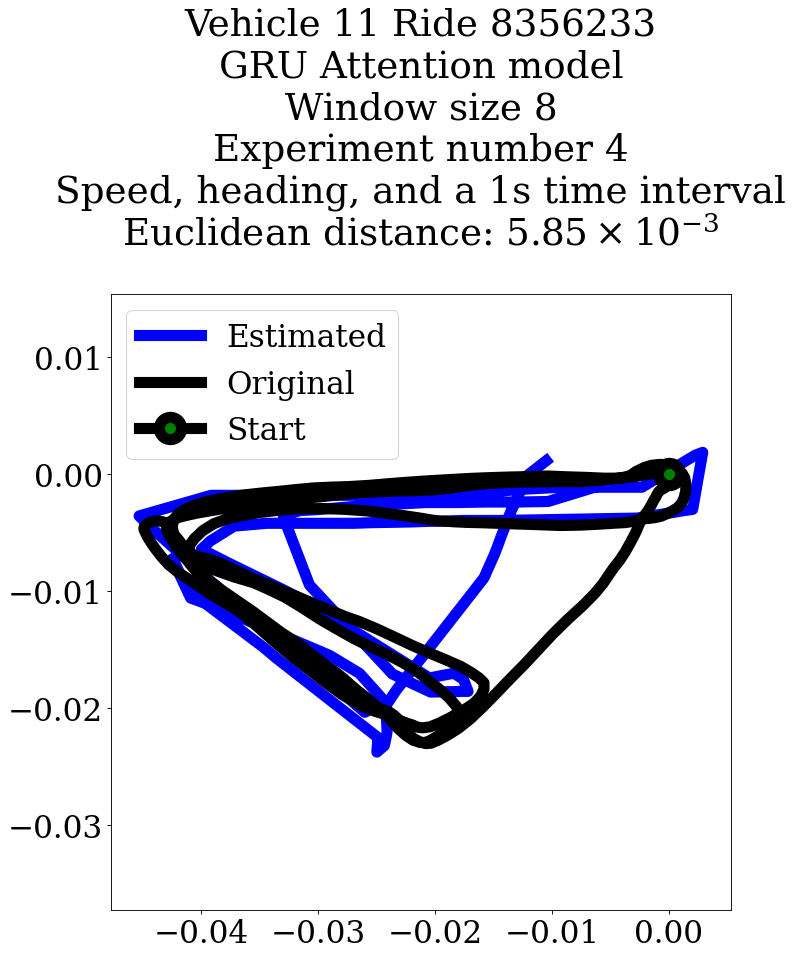 Vehicle 11 Ride 8356233
GRU Attention model
Window size 8
Experiment number 4
Speed, heading, and a 1s time interval
Euclidean distance: 5.85 × 10⁻³
Estimated
Original
Start
0.01
0.00
−0.01
−0.02
−0.03
−0.04 −0.03 −0.02 −0.01 0.00